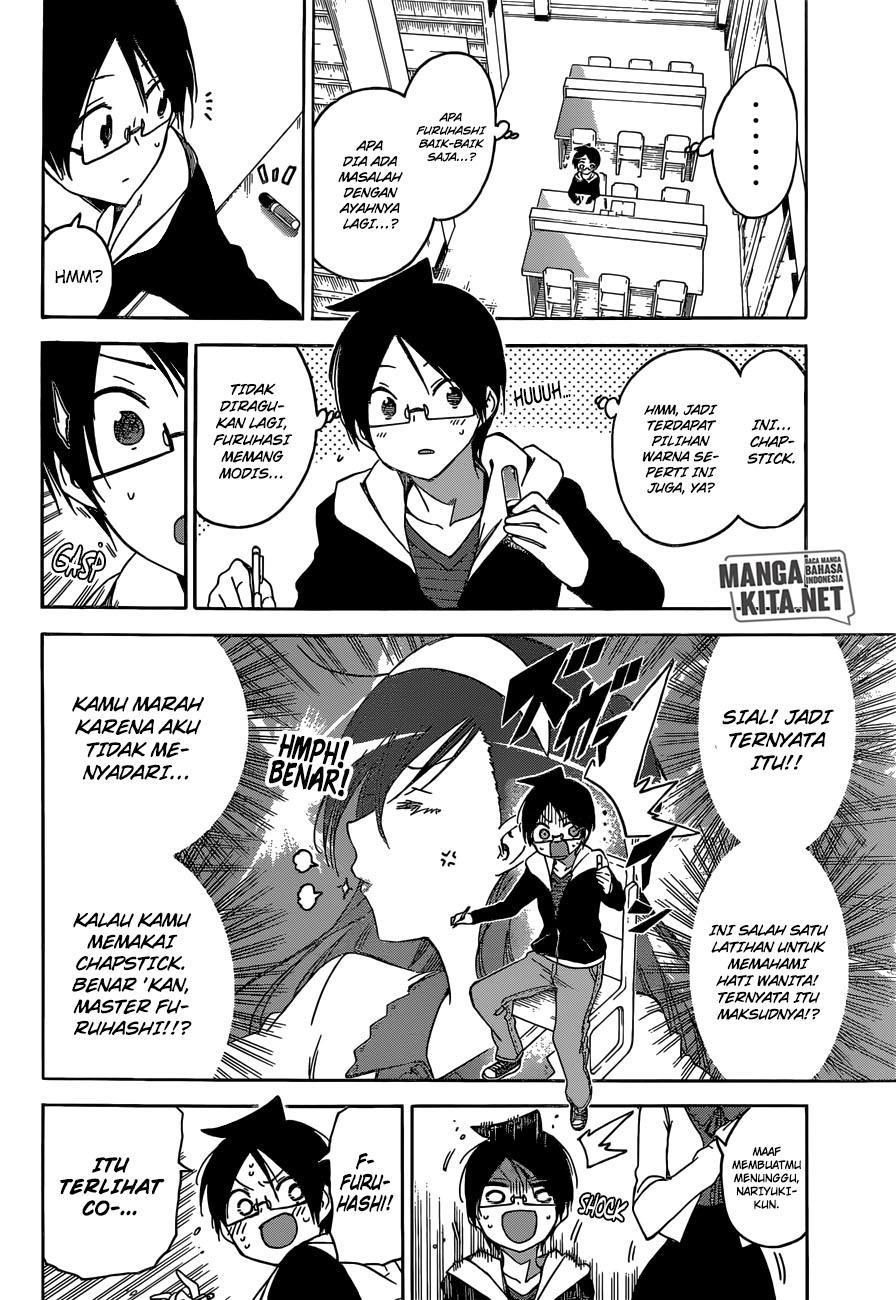 . . . . . .
APA
FURUHASHI
BAIK-BAIK
SAJA...?
APA
DIA ADA
MASALAH
DENGAN
AYAHNYA
LAGI...?
HMM?
INI...
CHAP-
STICK.
HMM, JADI
TERDAPAT
PILIHAN
WARNA SE-
PERTI INI
JUGA, YA?
HUUUH...
TIDAK
DIRAGU-
KAN LAGI,
FURUHASI
MEMANG
MODIS...
GASP
MANGA
KITA.NET
BACA MANGA
BAHASA
INDONESIA
SIAL! JADI
TERNYATA
ITU!!
INI SALAH SATU
LATIHAN UNTUK
MEMAHAMI
HATI WANITA!
TERNYATA ITU
MAKSUDNYA!?
HMPH!
BENAR!
KAMU MARAH
KARENA AKU
TIDAK ME-
NYADARI...
KALAU KAMU
MEMAKAI
CHAPSTICK.
BENAR 'KAN,
MASTER FU-
RUHASHI!!?
MAAF
MEMBUATMU
MENUNGGU,
NARIYUKI-
KUN.
SHOCK
F-
FURU-
HASHI!
ITU
TERLIHAT
CO-...